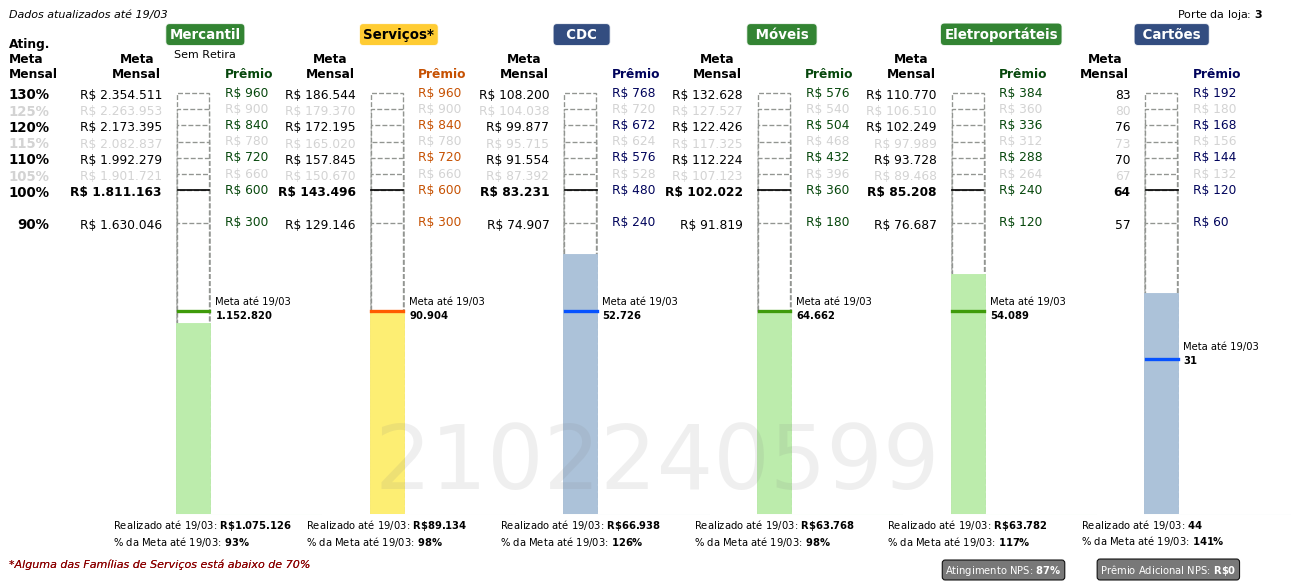 Dados atualizados até 19/03
Porte da loja: 3
Mercantil Serviços* CDC Móveis Eletroportáteis Cartões
Sem Retira
Ating. Meta Mensal
Meta Mensal Prêmio Meta Mensal Prêmio Meta Mensal Prêmio Meta Mensal Prêmio Meta Mensal Prêmio Meta Mensal Prêmio
130% R$ 2.354.511 R$ 960 R$ 186.544 R$ 960 R$ 108.200 R$ 768 R$ 132.628 R$ 576 R$ 110.770 R$ 384 83 R$ 192
125% R$ 2.263.953 R$ 900 R$ 179.370 R$ 900 R$ 104.038 R$ 720 R$ 127.527 R$ 540 R$ 106.510 R$ 360 80 R$ 180
120% R$ 2.173.395 R$ 840 R$ 172.195 R$ 840 R$ 99.877 R$ 672 R$ 122.426 R$ 504 R$ 102.249 R$ 336 76 R$ 168
115% R$ 2.082.837 R$ 780 R$ 165.020 R$ 780 R$ 95.715 R$ 624 R$ 117.325 R$ 468 R$ 97.989 R$ 312 73 R$ 156
110% R$ 1.992.279 R$ 720 R$ 157.845 R$ 720 R$ 91.554 R$ 576 R$ 112.224 R$ 432 R$ 93.728 R$ 288 70 R$ 144
105% R$ 1.901.721 R$ 660 R$ 150.670 R$ 660 R$ 87.392 R$ 528 R$ 107.123 R$ 396 R$ 89.468 R$ 264 67 R$ 132
100% R$ 1.811.163 R$ 600 R$ 143.496 R$ 600 R$ 83.231 R$ 480 R$ 102.022 R$ 360 R$ 85.208 R$ 240 64 R$ 120
90% R$ 1.630.046 R$ 300 R$ 129.146 R$ 300 R$ 74.907 R$ 240 R$ 91.819 R$ 180 R$ 76.687 R$ 120 57 R$ 60
Meta até 19/03 Meta até 19/03 Meta até 19/03 Meta até 19/03 Meta até 19/03
1.152.820 90.904 52.726 64.662 54.089
Meta até 19/03
31
2102240599
Realizado até 19/03: R$1.075.126 Realizado até 19/03: R$89.134 Realizado até 19/03: R$66.938 Realizado até 19/03: R$63.768 Realizado até 19/03: R$63.782 Realizado até 19/03: 44
% da Meta até 19/03: 93% % da Meta até 19/03: 98% % da Meta até 19/03: 126% % da Meta até 19/03: 98% % da Meta até 19/03: 117% % da Meta até 19/03: 141%
*Alguma das Famílias de Serviços está abaixo de 70%
Atingimento NPS: 87% Prêmio Adicional NPS: R$0